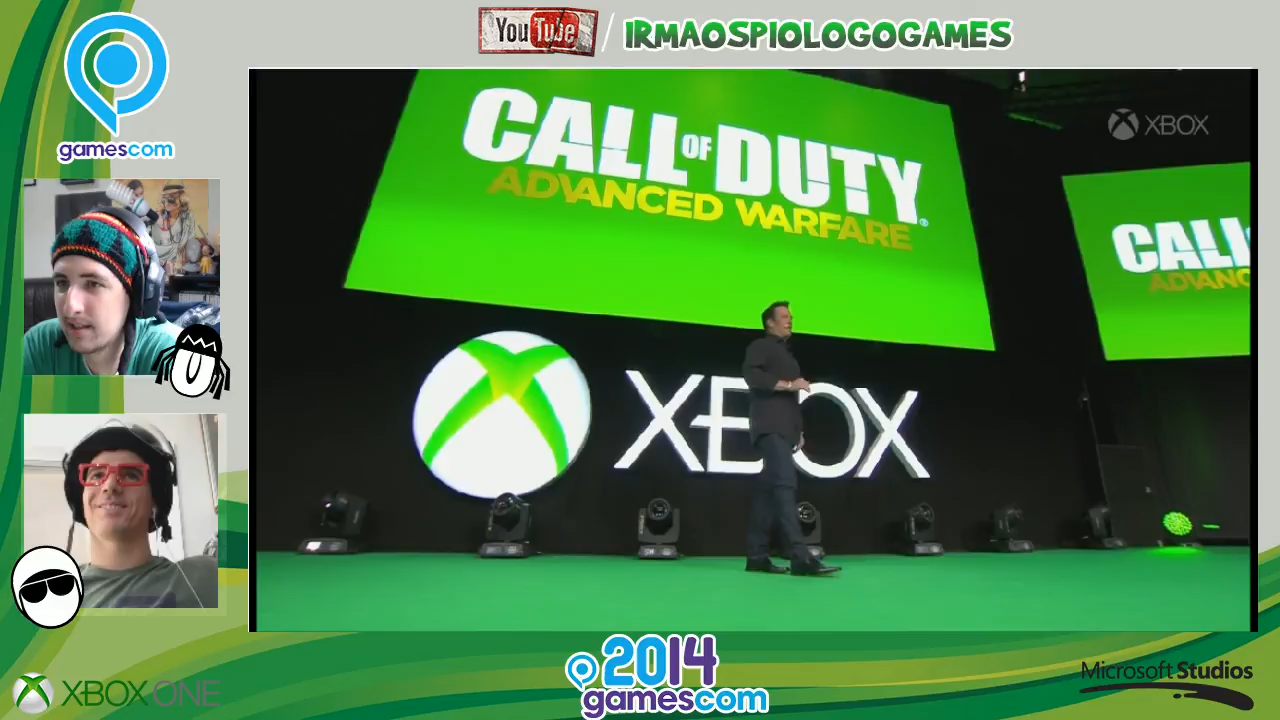 YouTube / IRMAOSPIOLOGOGAMES
gamescom
CALL OF DUTY®
ADVANCED WARFARE
XBOX
CALL
ADVANC
XBOX
2014
gamescom
XBOX ONE
Microsoft Studios